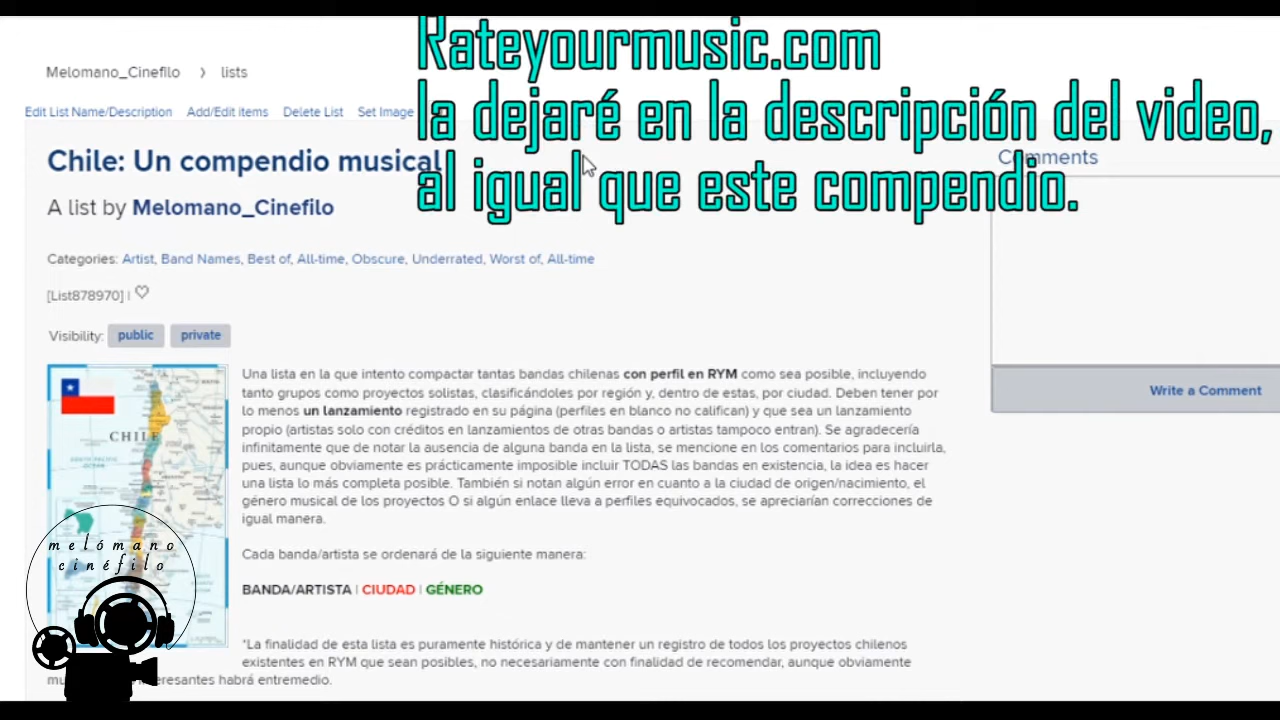 Rateyourmusic.com
la dejaré en la descripción del video,
al igual que este compendio.
Melomano_Cinefilo › lists
Edit List Name/Description Add/Edit items Delete List Set Image
Chile: Un compendio musical
A list by Melomano_Cinefilo
Categories: Artist, Band Names, Best of, All-time, Obscure, Underrated, Worst of, All-time
[List878970] |
Visibility: public private
Comments
Write a Comment
CHILE
Una lista en la que intento compactar tantas bandas chilenas con perfil en RYM como sea posible, incluyendo
tanto grupos como proyectos solistas, clasificándoles por región y, dentro de estas, por ciudad. Deben tener por
lo menos un lanzamiento registrado en su página (perfiles en blanco no califican) y que sea un lanzamiento
propio (artistas solo con créditos en lanzamientos de otras bandas o artistas tampoco entran). Se agradecería
infinitamente que de notar la ausencia de alguna banda en la lista, se mencione en los comentarios para incluirla,
pues, aunque obviamente es prácticamente imposible incluir TODAS las bandas en existencia, la idea es hacer
una lista lo más completa posible. También si notan algún error en cuanto a la ciudad de origen/nacimiento, el
género musical de los proyectos O si algún enlace lleva a perfiles equivocados, se apreciarían correcciones de
igual manera.
Cada banda/artista se ordenará de la siguiente manera:
BANDA/ARTISTA | CIUDAD | GÉNERO
*La finalidad de esta lista es puramente histórica y de mantener un registro de todos los proyectos chilenos
existentes en RYM que sean posibles, no necesariamente con finalidad de recomendar, aunque obviamente
habrá entremedio.
melómano
cinéfilo